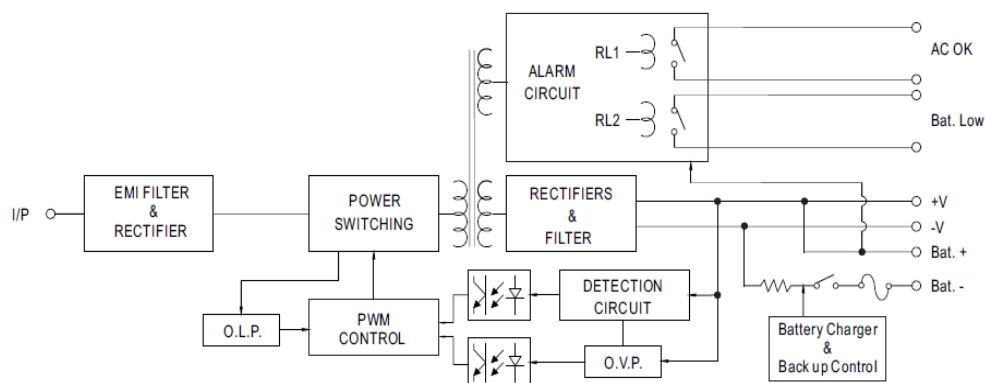 RL1
AC OK
ALARM
CIRCUIT
RL2
Bat. Low
I/P
EMI FILTER
&
RECTIFIER
POWER
SWITCHING
RECTIFIERS
&
FILTER
+V
-V
Bat. +
Bat. -
DETECTION
CIRCUIT
O.L.P.
PWM
CONTROL
O.V.P.
Battery Charger
&
Back up Control